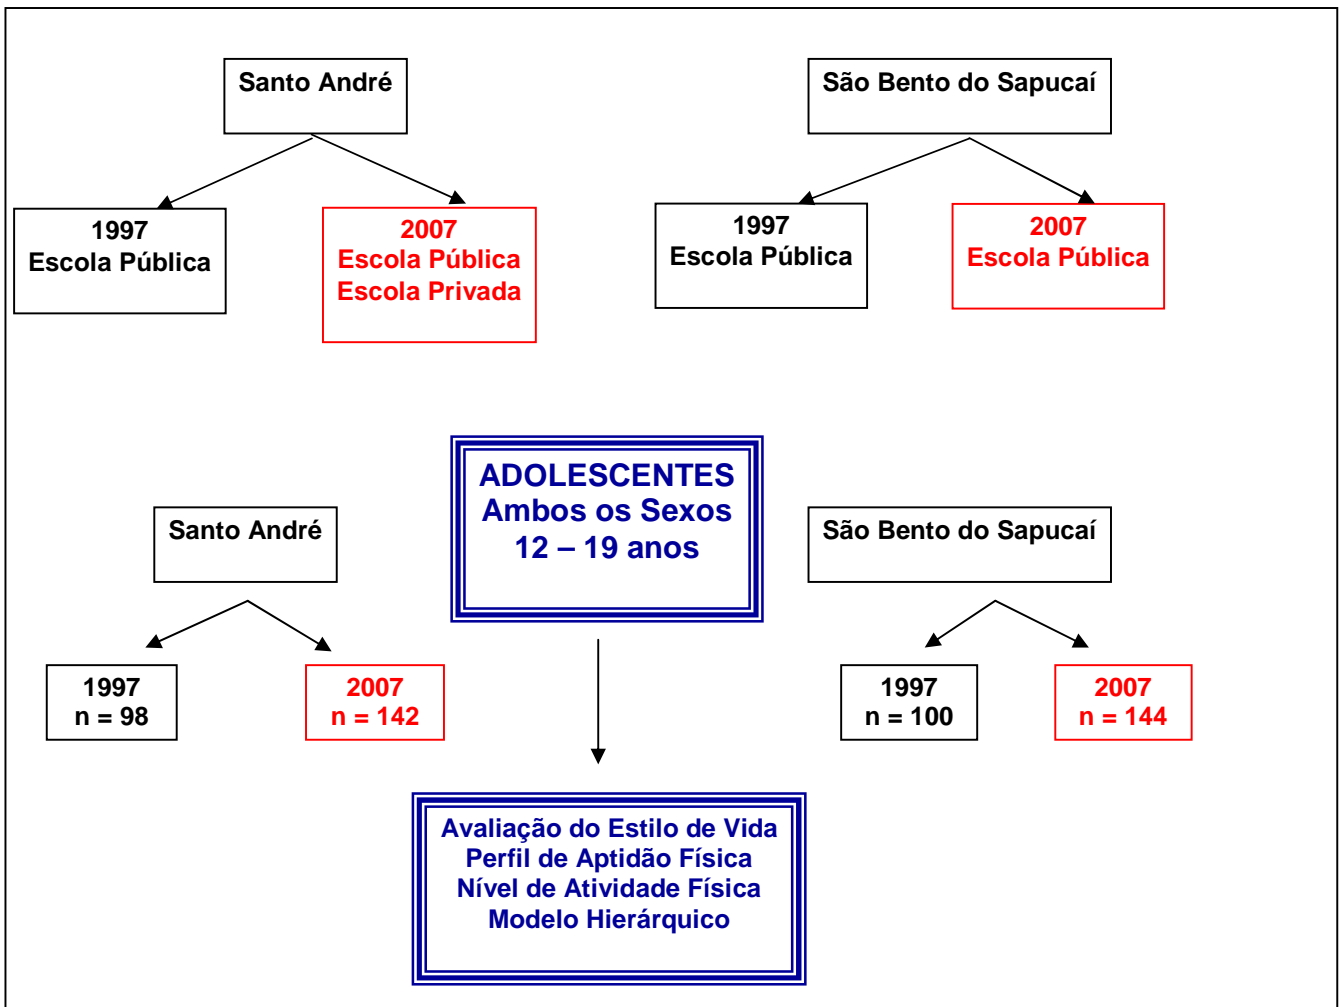 Santo André
São Bento do Sapucaí
1997
Escola Pública
2007
Escola Pública
Escola Privada
1997
Escola Pública
2007
Escola Pública
ADOLESCENTES
Ambos os Sexos
12 – 19 anos
Santo André
São Bento do Sapucaí
1997
n = 98
2007
n = 142
1997
n = 100
2007
n = 144
Avaliação do Estilo de Vida
Perfil de Aptidão Física
Nível de Atividade Física
Modelo Hierárquico